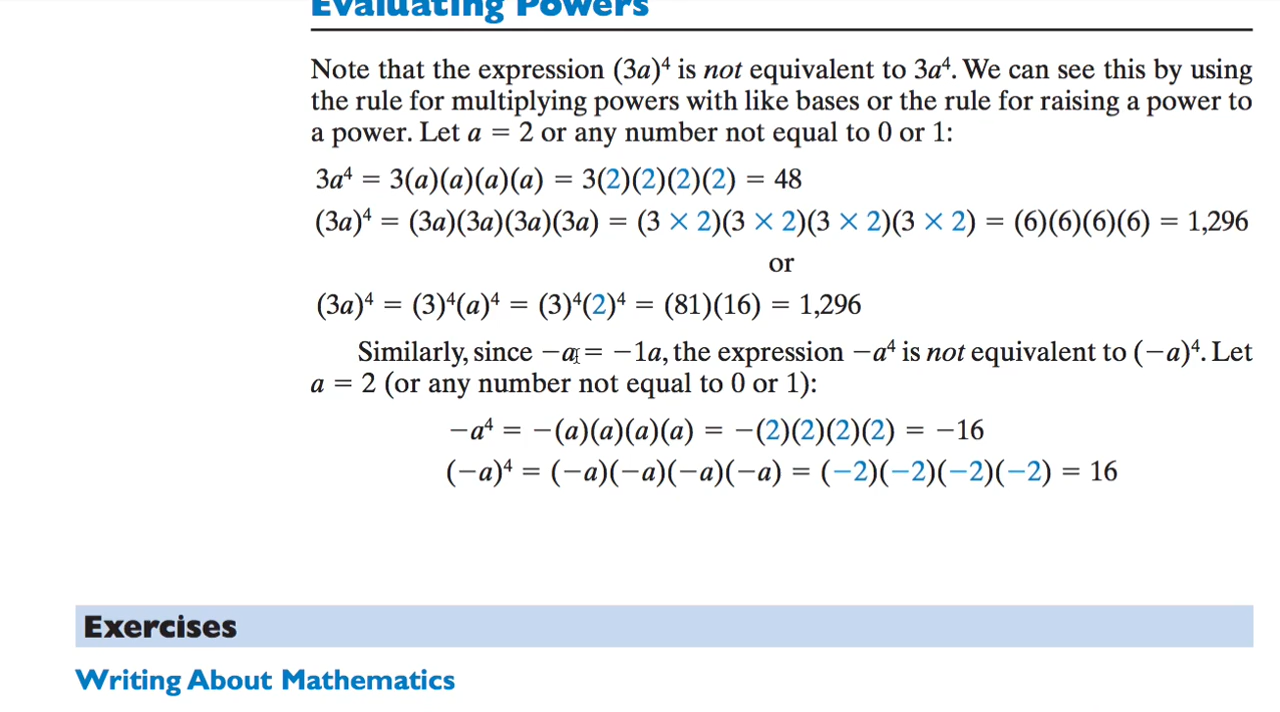 Evaluating Powers
Note that the expression (3a)⁴ is not equivalent to 3a⁴. We can see this by using
the rule for multiplying powers with like bases or the rule for raising a power to
a power. Let a = 2 or any number not equal to 0 or 1:
3a⁴ = 3(a)(a)(a)(a) = 3(2)(2)(2)(2) = 48
(3a)⁴ = (3a)(3a)(3a)(3a) = (3 × 2)(3 × 2)(3 × 2)(3 × 2) = (6)(6)(6)(6) = 1,296
or
(3a)⁴ = (3)⁴(a)⁴ = (3)⁴(2)⁴ = (81)(16) = 1,296
Similarly, since −a = −1a, the expression −a⁴ is not equivalent to (−a)⁴. Let
a = 2 (or any number not equal to 0 or 1):
−a⁴ = −(a)(a)(a)(a) = −(2)(2)(2)(2) = −16
(−a)⁴ = (−a)(−a)(−a)(−a) = (−2)(−2)(−2)(−2) = 16
Exercises
Writing About Mathematics